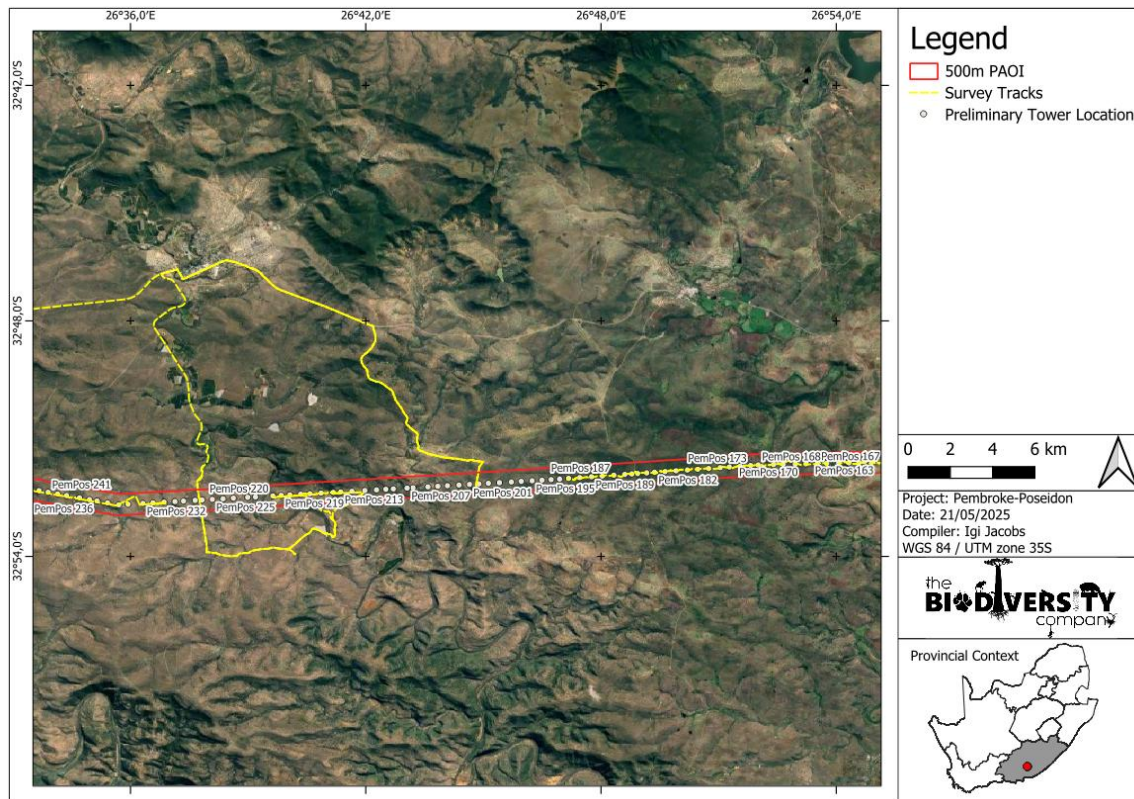 26°36,0'E 26°42,0'E 26°48,0'E 26°54,0'E
32°42,0'S
32°48,0'S
32°54,0'S
PemPos 241
PemPos 236
PemPos 232
PemPos 220
PemPos 225
PemPos 219
PemPos 213
PemPos 207
PemPos 201
PemPos 195
PemPos 187
PemPos 189
PemPos 182
PemPos 173
PemPos 170
PemPos 168
PemPos 167
PemPos 163
Legend
500m PAOI
Survey Tracks
Preliminary Tower Location
0 2 4 6 km
Project: Pembroke-Poseidon
Date: 21/05/2025
Compiler: Igi Jacobs
WGS 84 / UTM zone 35S
the
BIODIVERSITY
company
Provincial Context